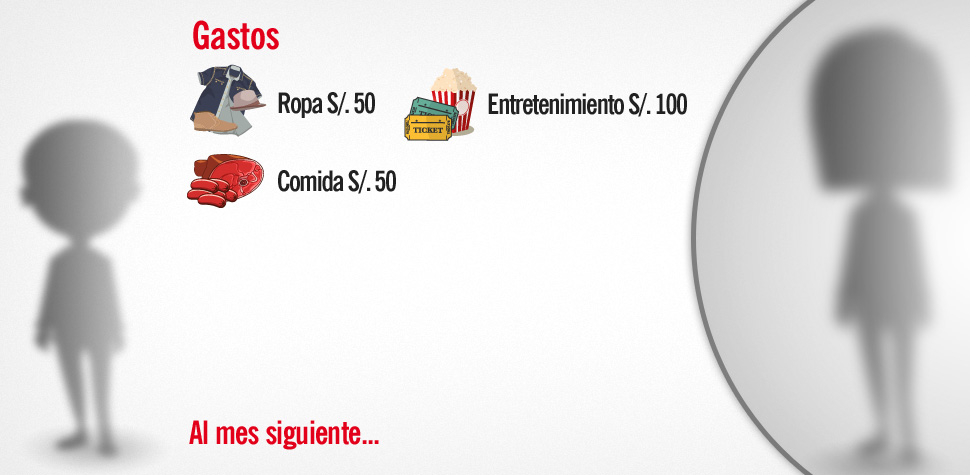 Gastos
Ropa S/. 50
Entretenimiento S/. 100
TICKET
Comida S/. 50
Al mes siguiente...